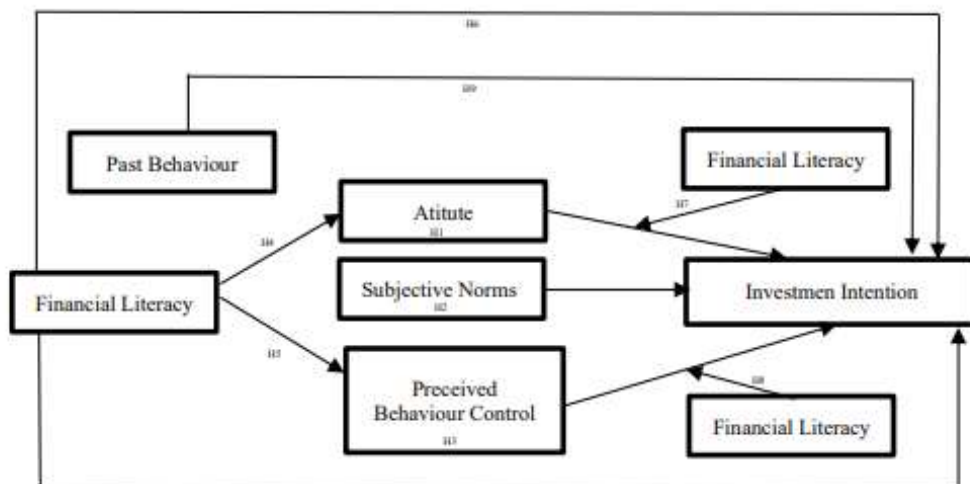 H6
H9
Past Behaviour
Financial Literacy
H7
Atitute
H1
H4
Financial Literacy
Subjective Norms
H2
Investmen Intention
H5
Preceived
Behaviour Control
H3
H8
Financial Literacy